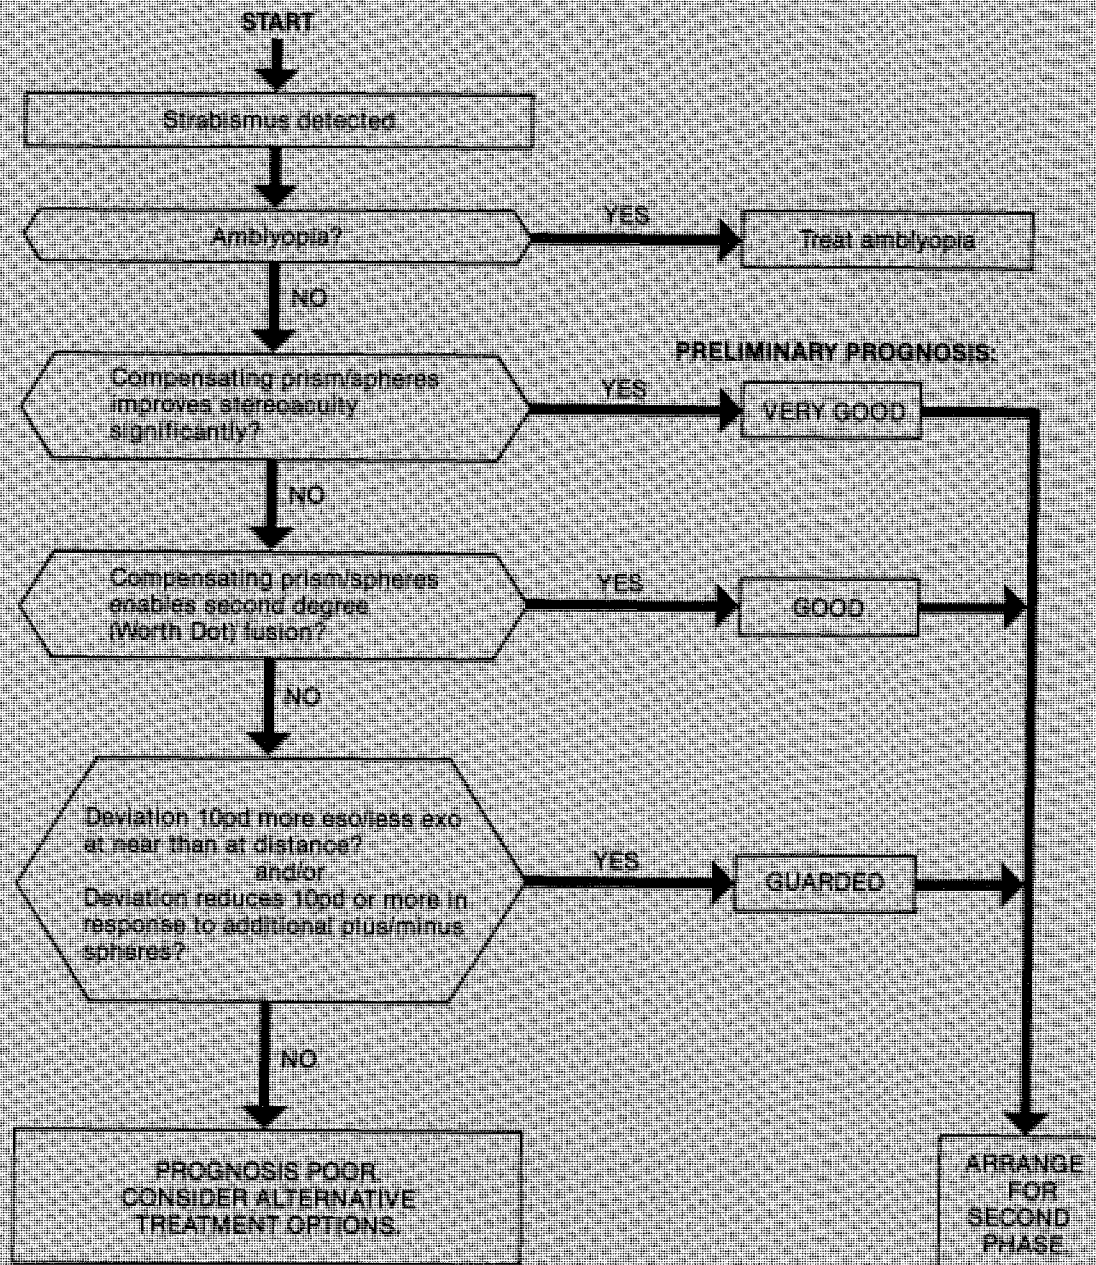 START
Strabismus detected
Amblyopia?
YES
Treat amblyopia
NO
PRELIMINARY PROGNOSIS:
Compensating prism/spheres
improves stereoacuity
significantly?
YES
VERY GOOD
NO
Compensating prism/spheres
enables second degree
(Worth Dot) fusion?
YES
GOOD
NO
Deviation 10pd more eso/less exo
at near than at distance?
and/or
Deviation reduces 10pd or more in
response to additional plus/minus
spheres?
YES
GUARDED
NO
PROGNOSIS POOR.
CONSIDER ALTERNATIVE
TREATMENT OPTIONS.
ARRANGE
FOR
SECOND
PHASE.